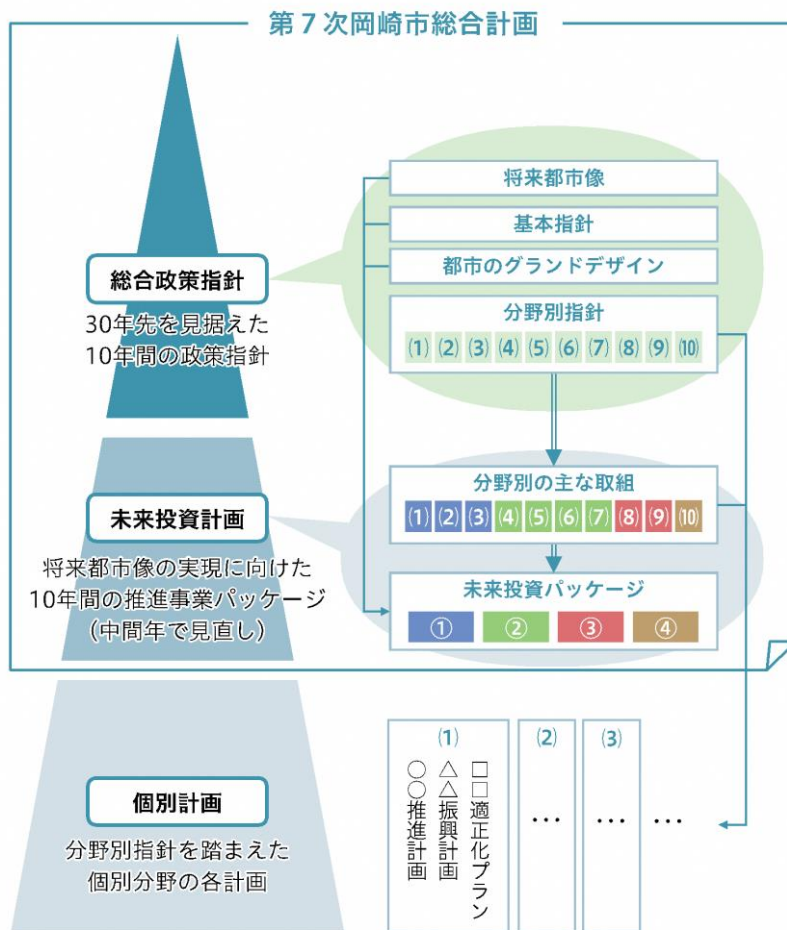 第7次岡崎市総合計画
総合政策指針
30年先を見据えた
10年間の政策指針
将来都市像
基本指針
都市のグランドデザイン
分野別指針
⑴ ⑵ ⑶ ⑷ ⑸ ⑹ ⑺ ⑻ ⑼ ⑽
未来投資計画
将来都市像の実現に向けた
10年間の推進事業パッケージ
(中間年で見直し)
分野別の主な取組
⑴ ⑵ ⑶ ⑷ ⑸ ⑹ ⑺ ⑻ ⑼ ⑽
未来投資パッケージ
① ② ③ ④
個別計画
分野別指針を踏まえた
個別分野の各計画
⑴
□□適正化プラン
△△振興計画
○○推進計画
⑵
…
⑶
…
…